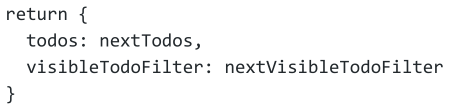 return {
  todos: nextTodos,
  visibleTodoFilter: nextVisibleTodoFilter
}